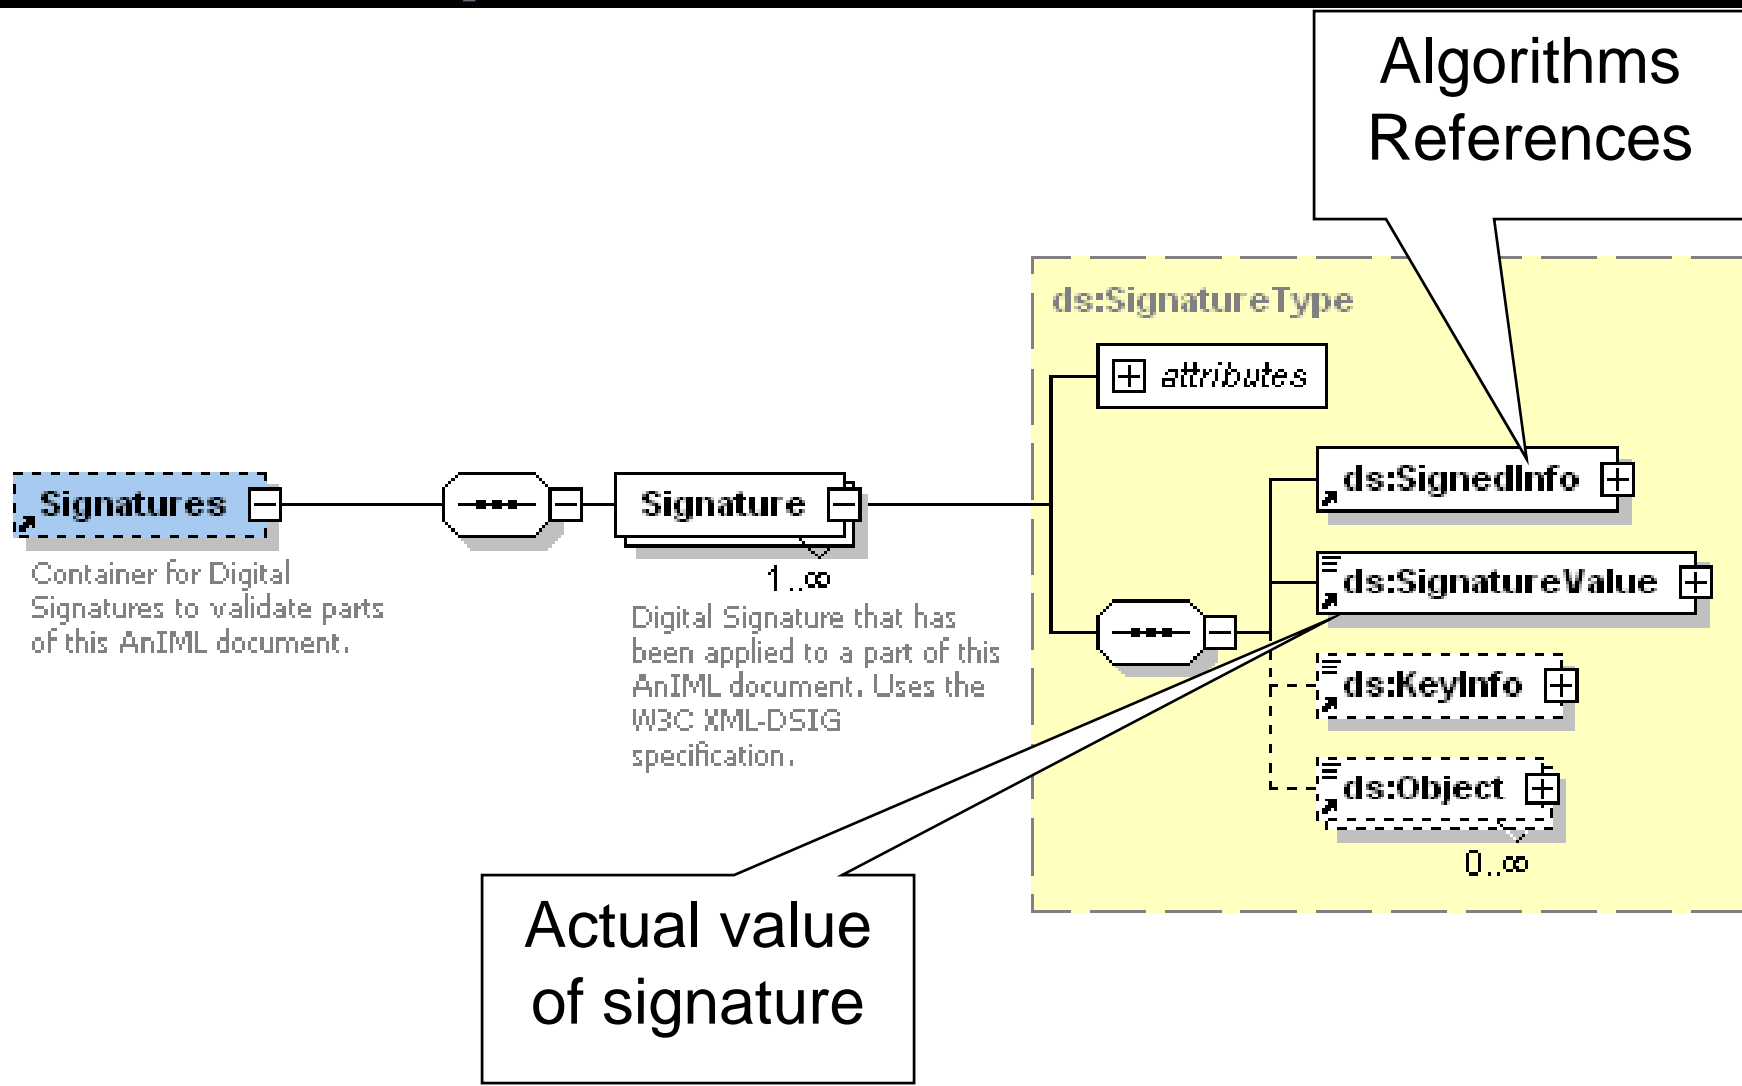 Algorithms
References
ds:SignatureType
attributes
ds:SignedInfo
Signatures
Signature
ds:SignatureValue
Container for Digital
Signatures to validate parts
of this AnIML document.
1..∞
Digital Signature that has
been applied to a part of this
AnIML document. Uses the
W3C XML-DSIG
specification.
ds:KeyInfo
ds:Object
0..∞
Actual value
of signature